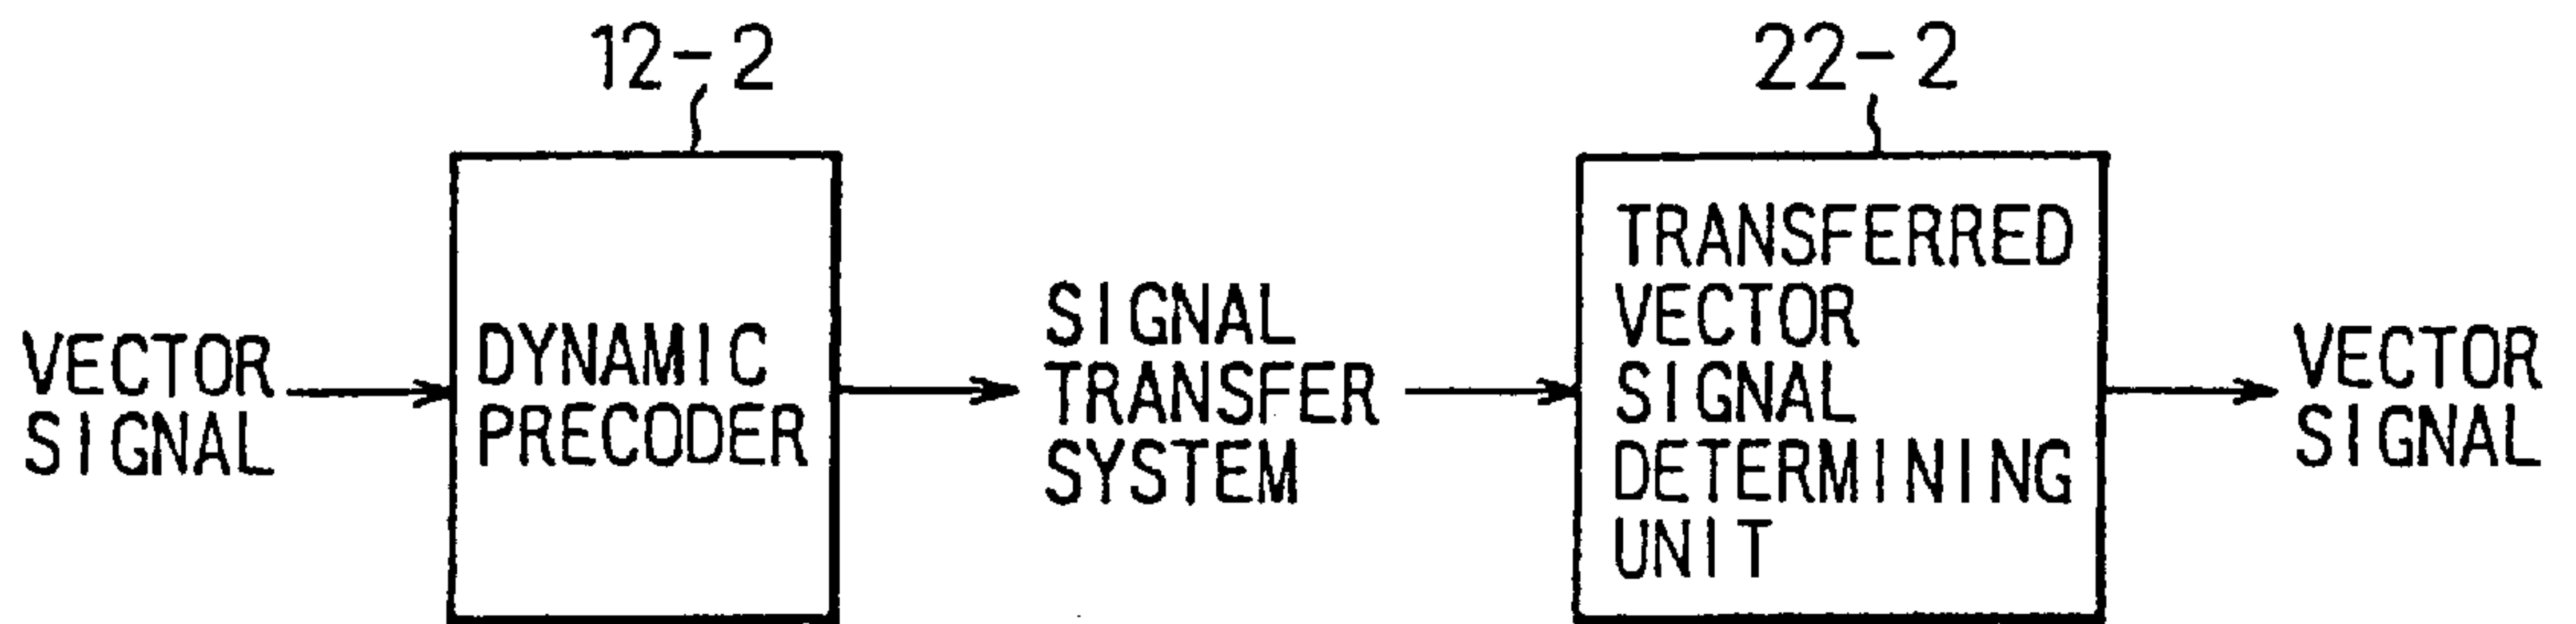 12-2
22-2
VECTOR
SIGNAL
DYNAMIC
PRECODER
SIGNAL
TRANSFER
SYSTEM
TRANSFERRED
VECTOR
SIGNAL
DETERMINING
UNIT
VECTOR
SIGNAL